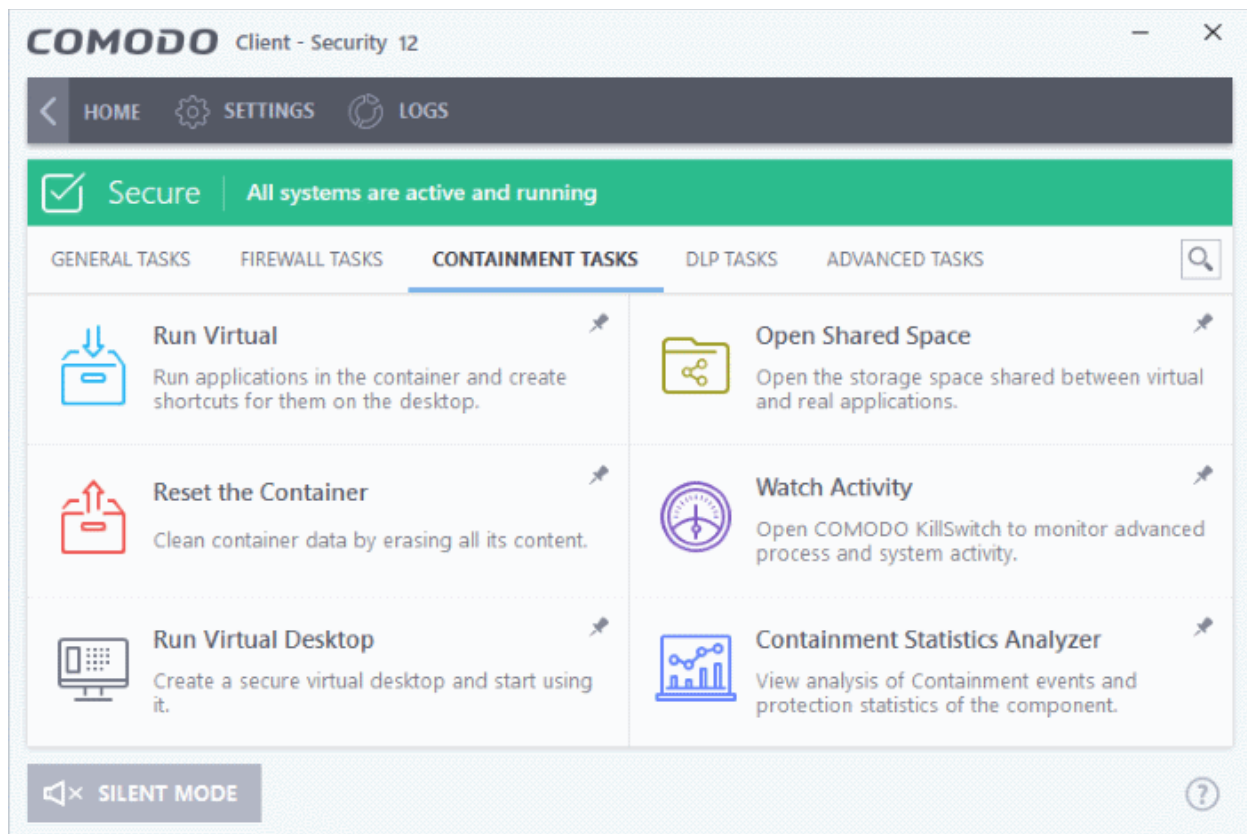 COMODO Client - Security 12
HOME SETTINGS LOGS
Secure All systems are active and running
GENERAL TASKS FIREWALL TASKS CONTAINMENT TASKS DLP TASKS ADVANCED TASKS
Run Virtual
Run applications in the container and create
shortcuts for them on the desktop.
Open Shared Space
Open the storage space shared between virtual
and real applications.
Reset the Container
Clean container data by erasing all its content.
Watch Activity
Open COMODO KillSwitch to monitor advanced
process and system activity.
Run Virtual Desktop
Create a secure virtual desktop and start using
it.
Containment Statistics Analyzer
View analysis of Containment events and
protection statistics of the component.
SILENT MODE
?